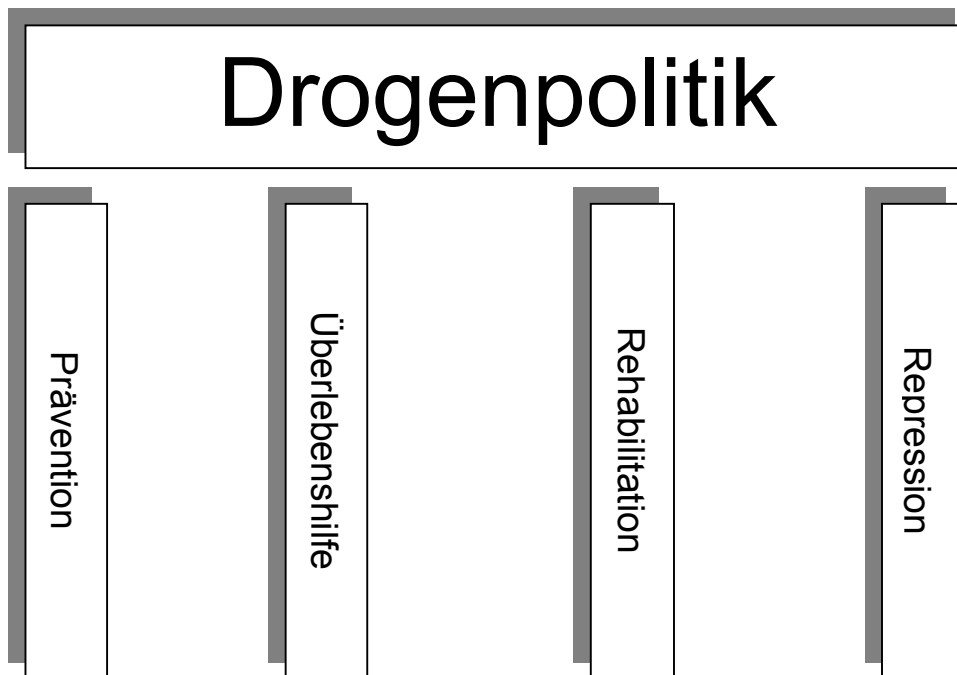 Drogenpolitik
Prävention
Überlebenshilfe
Rehabilitation
Repression